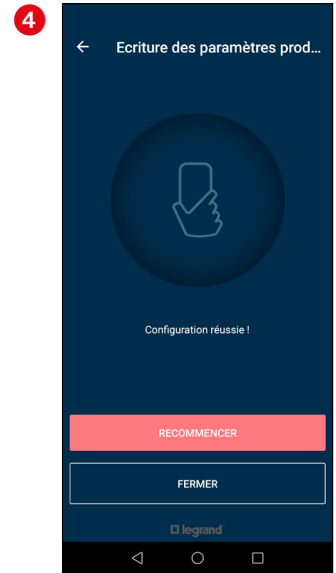 4
Ecriture des paramètres prod...
Configuration réussie !
RECOMMENCER
FERMER
legrand